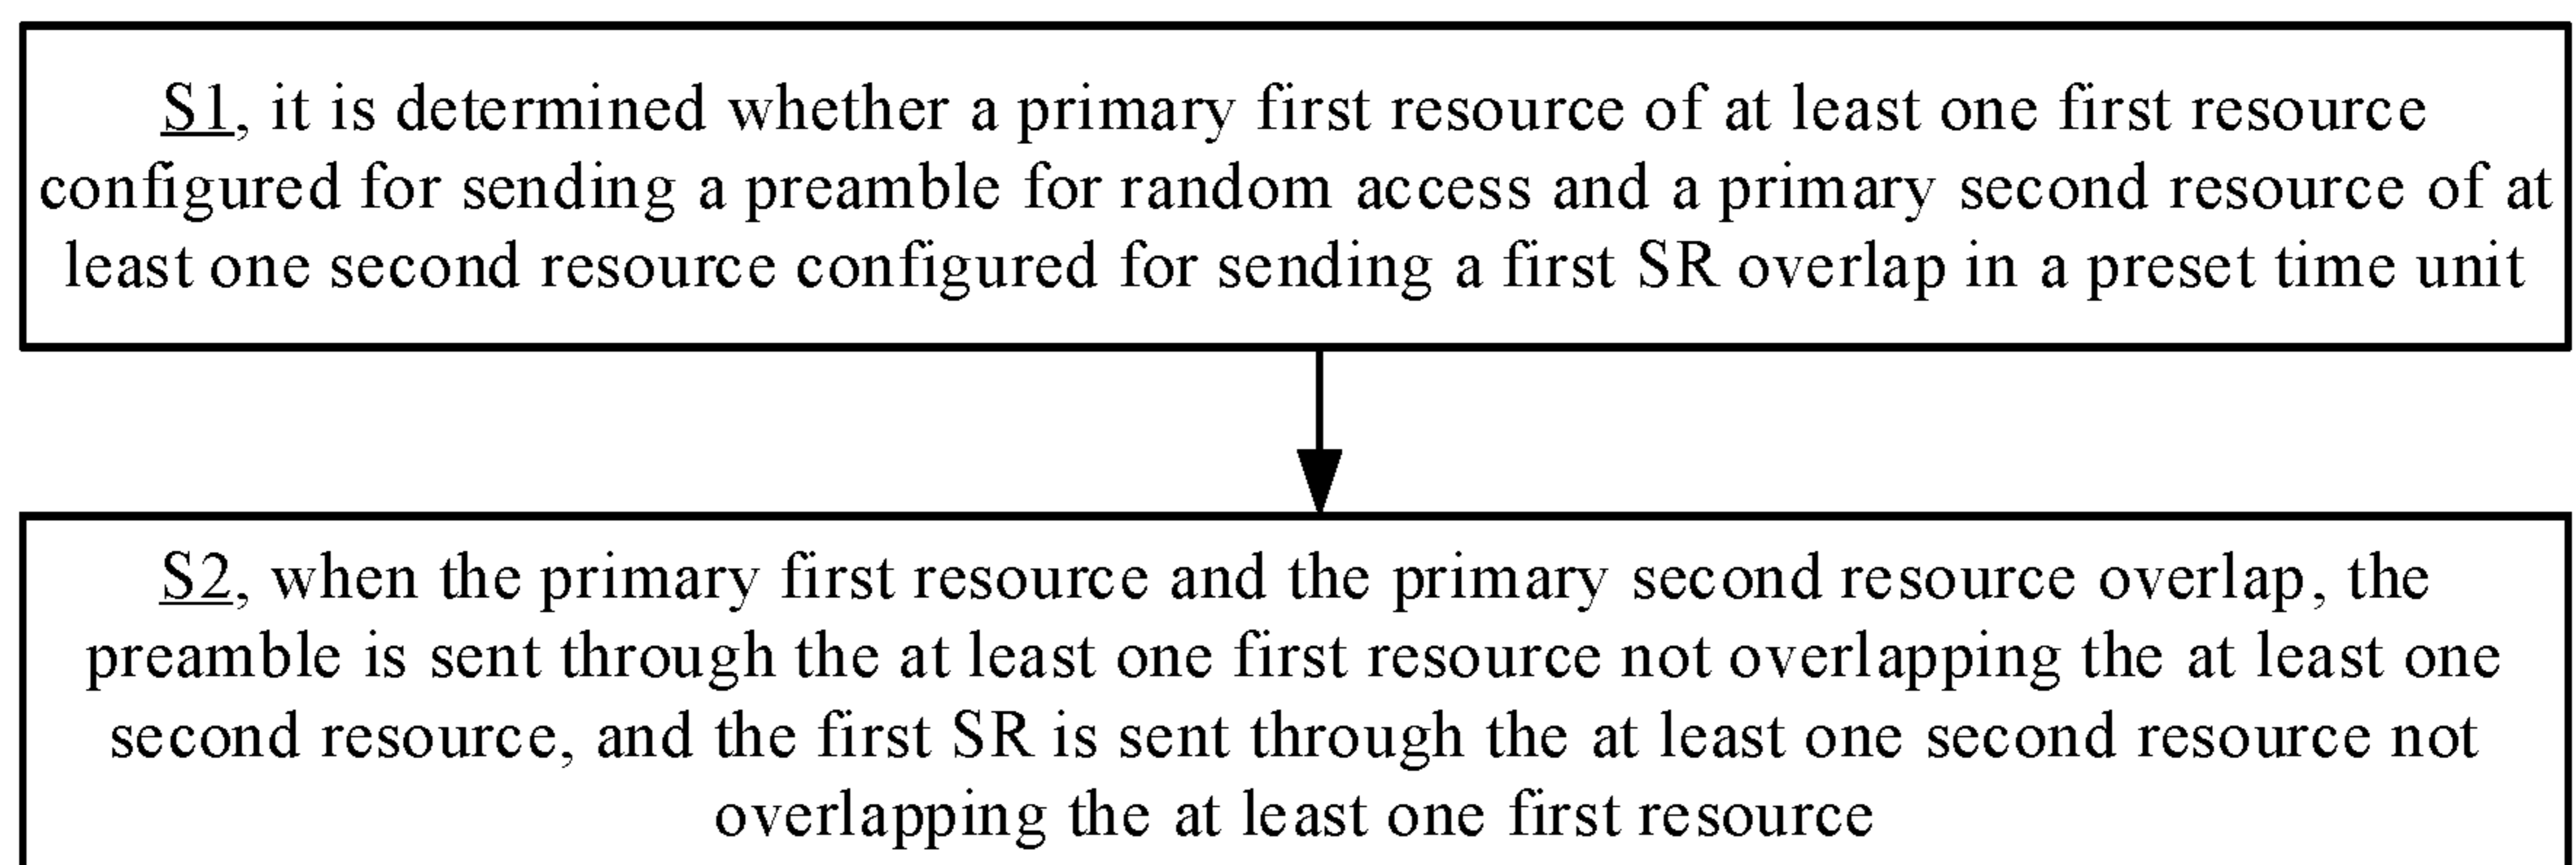 S1, it is determined whether a primary first resource of at least one first resource
configured for sending a preamble for random access and a primary second resource of at
least one second resource configured for sending a first SR overlap in a preset time unit
S2, when the primary first resource and the primary second resource overlap, the
preamble is sent through the at least one first resource not overlapping the at least one
second resource, and the first SR is sent through the at least one second resource not
overlapping the at least one first resource